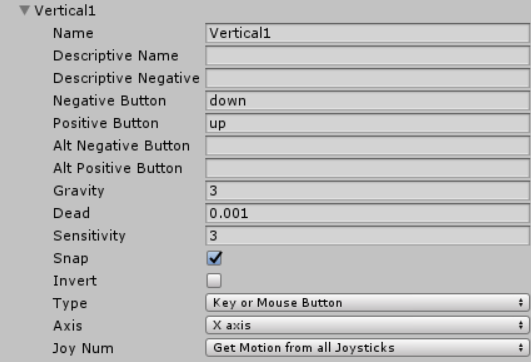 Vertical1
Name Vertical1
Descriptive Name
Descriptive Negative
Negative Button down
Positive Button up
Alt Negative Button
Alt Positive Button
Gravity 3
Dead 0.001
Sensitivity 3
Snap
Invert
Type Key or Mouse Button
Axis X axis
Joy Num Get Motion from all Joysticks